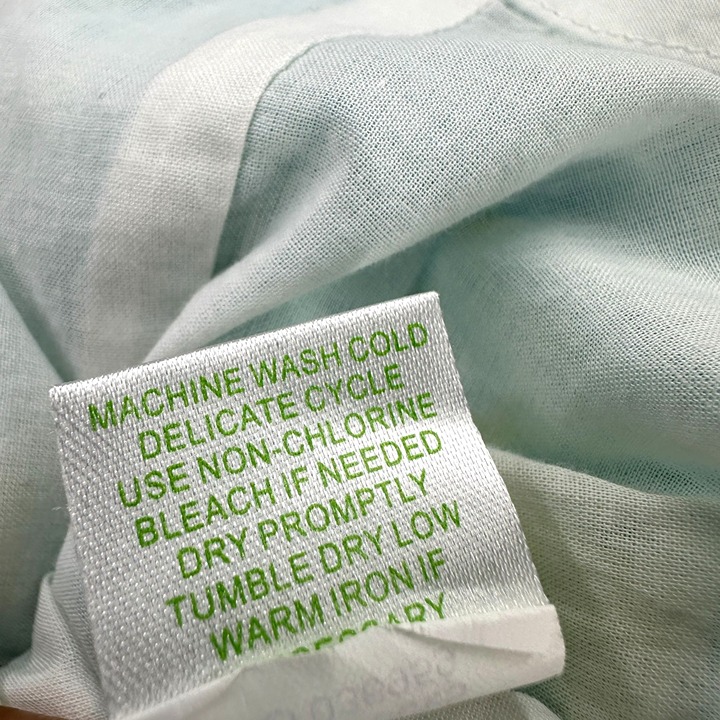 MACHINE WASH COLD
DELICATE CYCLE
USE NON-CHLORINE
BLEACH IF NEEDED
DRY PROMPTLY
TUMBLE DRY LOW
WARM IRON IF